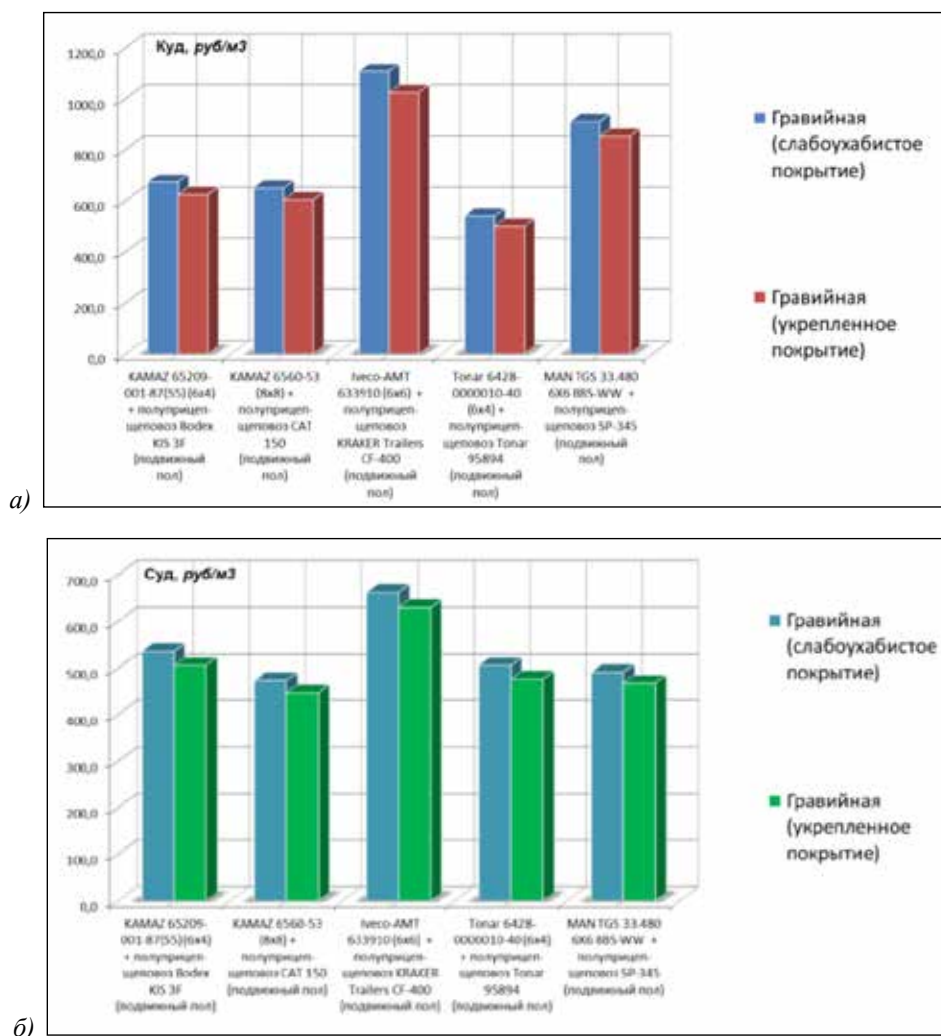 Куд, руб/м3
1200,0
1000,0
800,0
600,0
400,0
200,0
0,0
KAMAZ 65209-
001-87(55) (6x4)
+ полуприцеп-
щеповоз Bodex
KIS 3F
(подвижный
пол)
KAMAZ 6560-53
(8x8) +
полуприцеп-
щеповоз CAT
150
(подвижный
пол)
Iveco-AMT
633910 (6x6) +
полуприцеп-
щеповоз
KRAKER Trailers
CF-400
(подвижный
пол)
Tonar 6428-
0000010-40
(6x4) +
полуприцеп-
щеповоз Tonar
95894
(подвижный
пол)
MAN TGS 33.480
6X6 BBS-WW +
полуприцеп-
щеповоз SP-345
(подвижный
пол)
Гравийная
(слабоухабистое
покрытие)
Гравийная
(укрепленное
покрытие)
а)
Суд, руб/м3
700,0
600,0
500,0
400,0
300,0
200,0
100,0
0,0
KAMAZ 65209-
001-87(55) (6x4)
+ полуприцеп-
щеповоз Bodex
KIS 3F
(подвижный пол)
KAMAZ 6560-53
(8x8) +
полуприцеп-
щеповоз CAT 150
(подвижный пол)
Iveco-AMT
633910 (6x6) +
полуприцеп-
щеповоз KRAKER
Trailers CF-400
(подвижный пол)
Tonar 6428-
0000010-40 (6x4)
+ полуприцеп-
щеповоз Tonar
95894
(подвижный пол)
MAN TGS 33.480
6X6 BBS-WW +
полуприцеп-
щеповоз SP-345
(подвижный пол)
Гравийная
(слабоухабистое
покрытие)
Гравийная
(укрепленное
покрытие)
б)